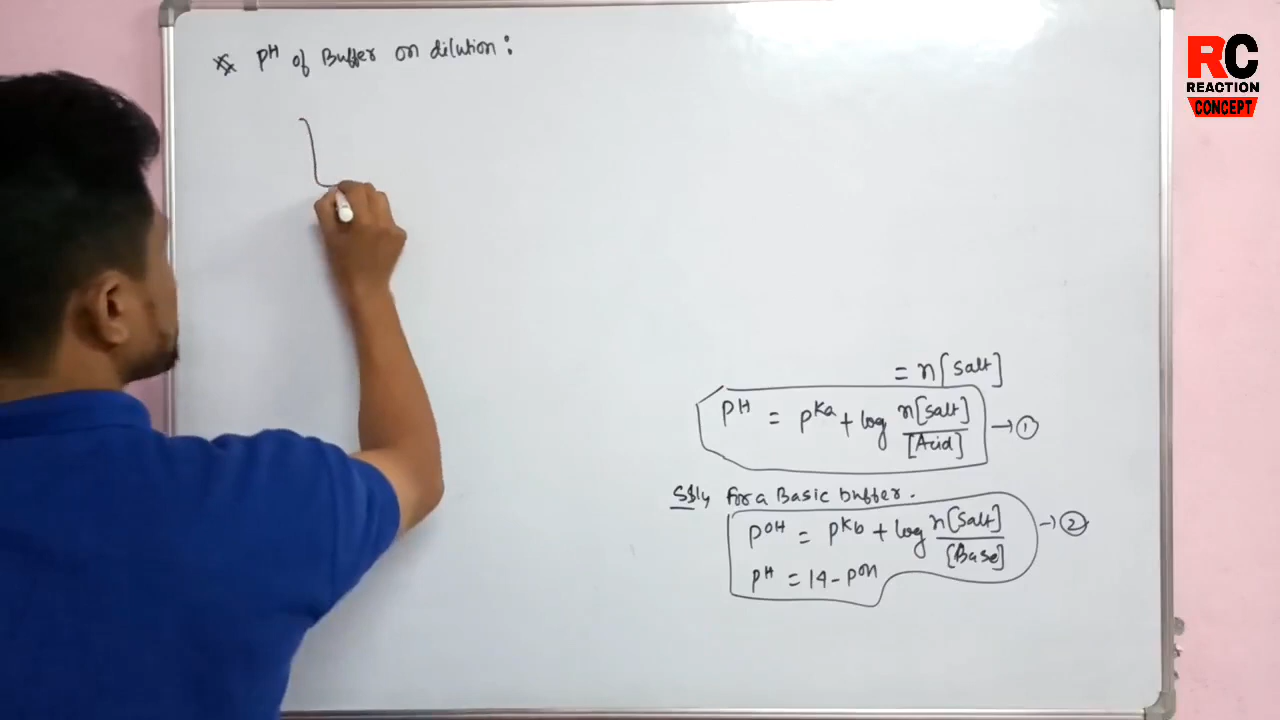 ** pH of Buffer on dilution:
RC
REACTION
CONCEPT
= n[Salt]
pH = pKa + log n[Salt]/[Acid] → ①
Slly for a Basic buffer.
pOH = pKb + log n[Salt]/[Base] → ②
pH = 14 - pOH